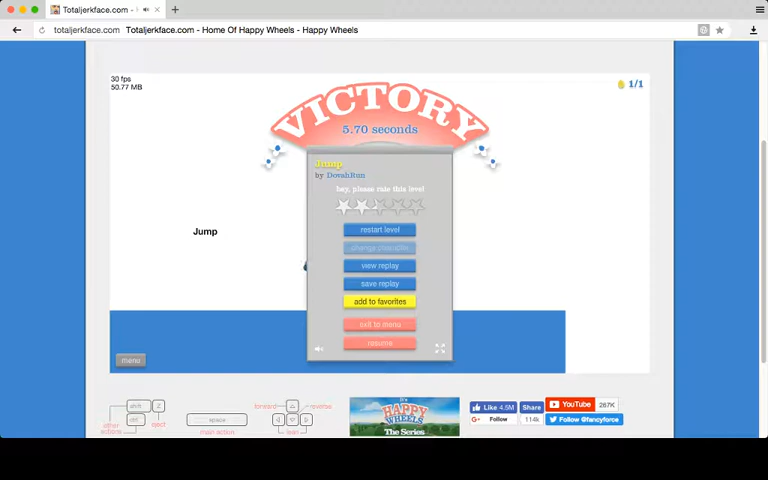 Totaljerkface.com -
totaljerkface.com Totaljerkface.com - Home Of Happy Wheels - Happy Wheels
30 fps
50.77 MB
1/1
VICTORY
5.70 seconds
Jump
by DovahRun
hey, please rate this level
restart level
change character
view replay
save replay
add to favorites
exit to menu
resume
Jump
menu
shift Z
ctrl
other actions
eject
space
main action
forward
reverse
lean
It's
HAPPY
WHEELS
The Series
Like 4.5M Share
YouTube 267K
G+ Follow 114k
Follow @fancyforce